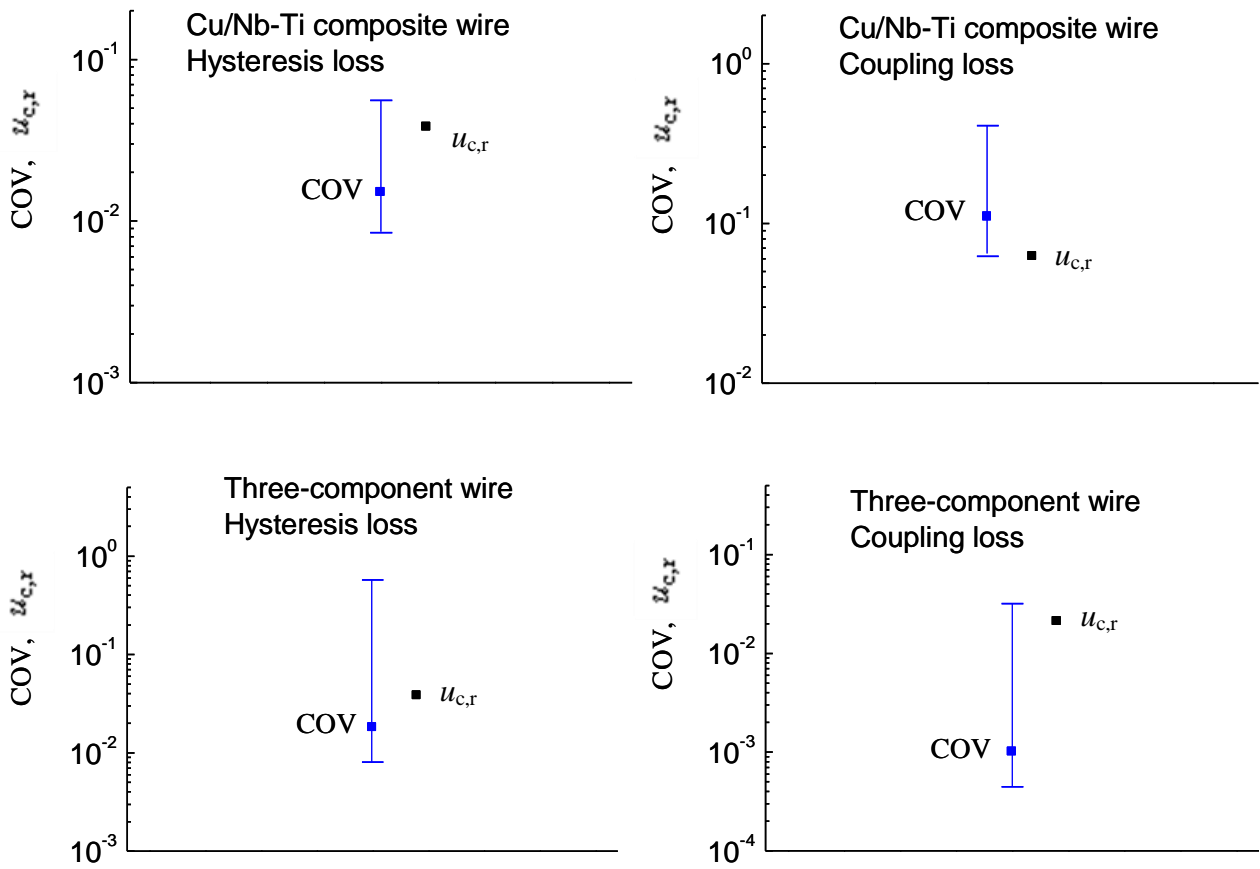 Cu/Nb-Ti composite wire
Hysteresis loss
COV, u_c,r
10^-1
10^-2
10^-3
COV
u_c,r
Cu/Nb-Ti composite wire
Coupling loss
COV, u_c,r
10^0
10^-1
10^-2
COV
u_c,r
Three-component wire
Hysteresis loss
COV, u_c,r
10^0
10^-1
10^-2
10^-3
COV
u_c,r
Three-component wire
Coupling loss
COV, u_c,r
10^-1
10^-2
10^-3
10^-4
COV
u_c,r